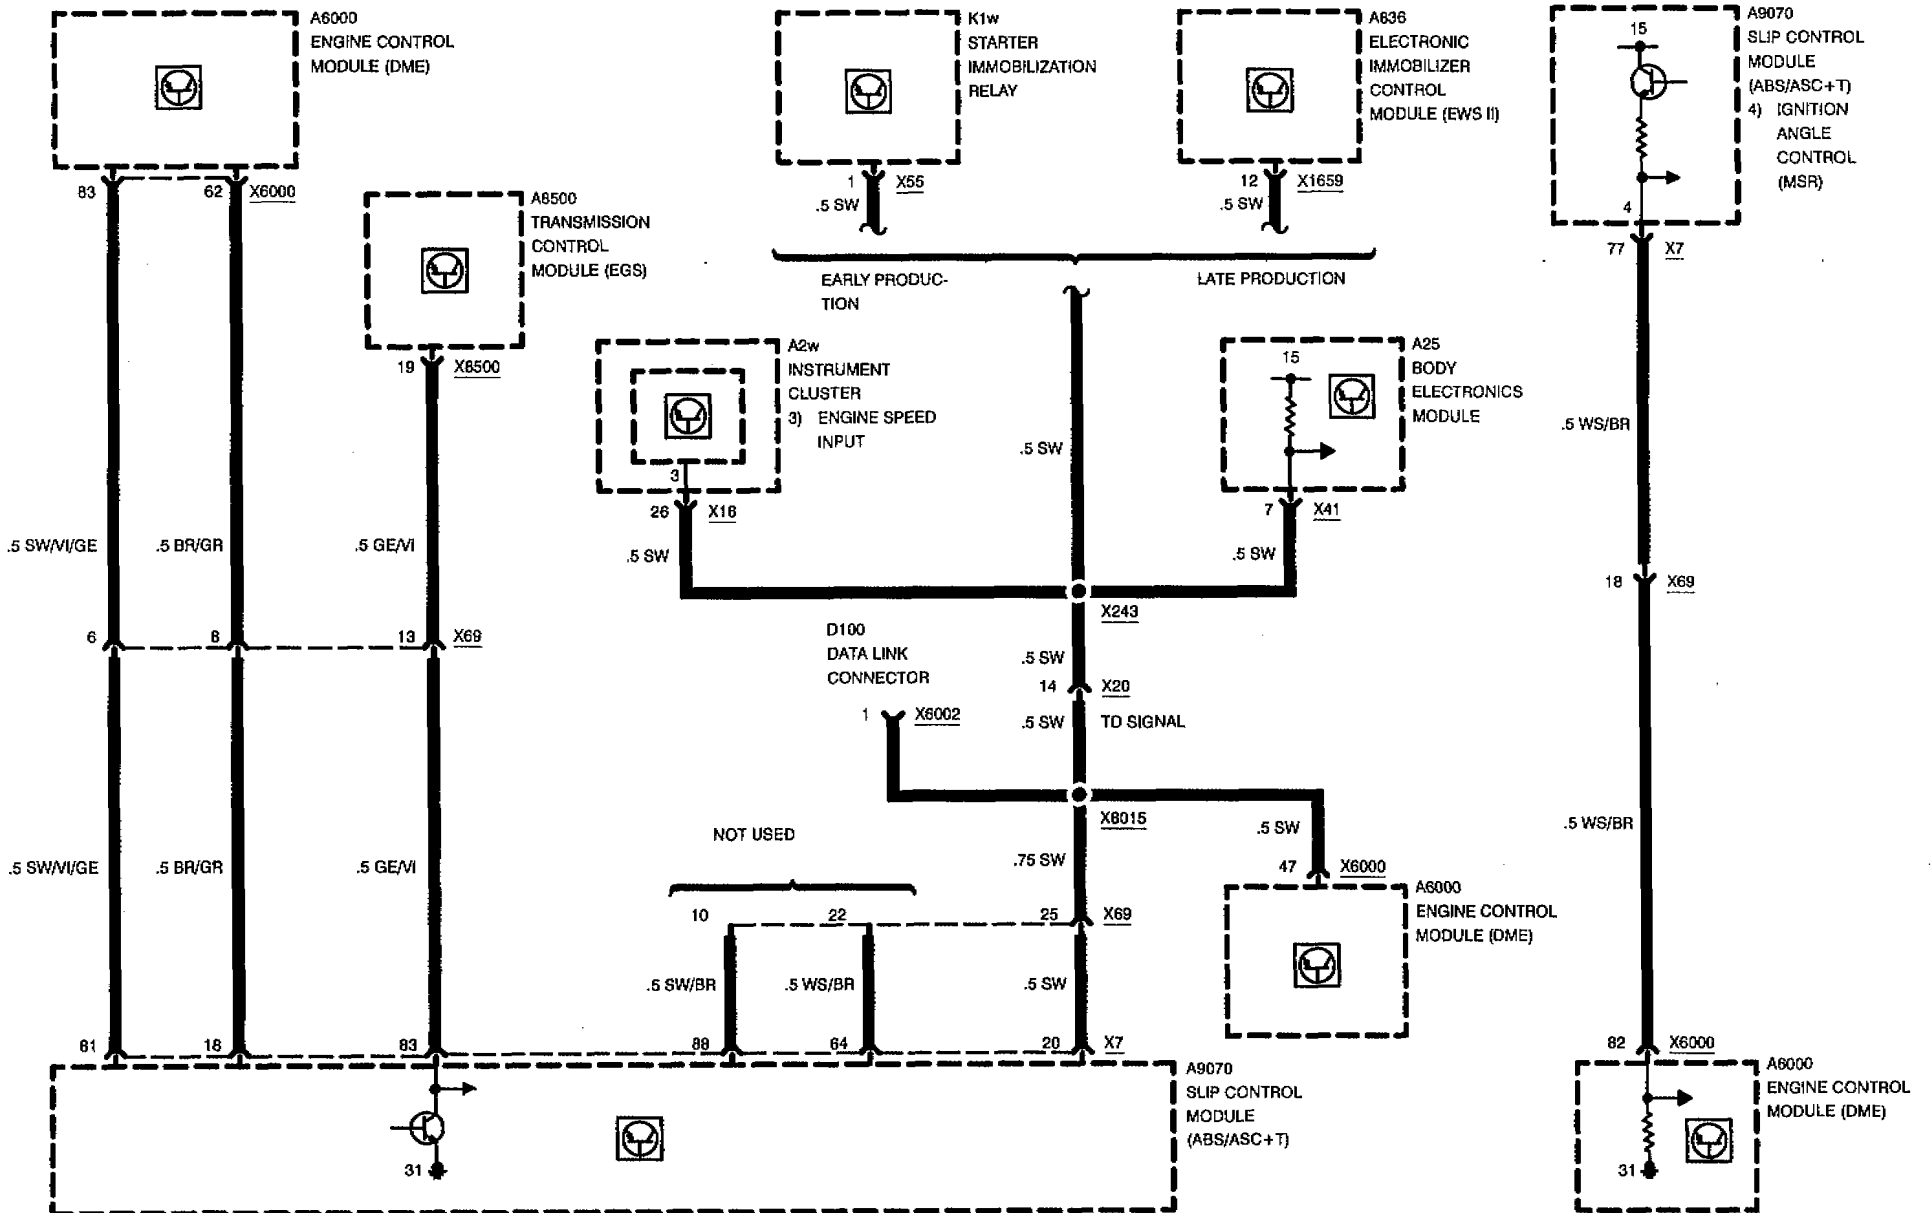 A6000
ENGINE CONTROL
MODULE (DME)
83
62
X6000
K1w
STARTER
IMMOBILIZATION
RELAY
1
X55
.5 SW
A836
ELECTRONIC
IMMOBILIZER
CONTROL
MODULE (EWS II)
12
X1659
.5 SW
A9070
SLIP CONTROL
MODULE
(ABS/ASC+T)
4) IGNITION
ANGLE
CONTROL
(MSR)
15
4
77
X7
A8500
TRANSMISSION
CONTROL
MODULE (EGS)
19
X8500
EARLY PRODUC-
TION
LATE PRODUCTION
A2w
INSTRUMENT
CLUSTER
3) ENGINE SPEED
INPUT
3
26
X16
.5 SW
.5 SW
A25
BODY
ELECTRONICS
MODULE
15
7
X41
.5 SW
.5 WS/BR
18
X69
.5 SW/VI/GE
.5 BR/GR
.5 GE/VI
6
8
13
X69
X243
D100
DATA LINK
CONNECTOR
1
X6002
.5 SW
14
X20
.5 SW
TD SIGNAL
X8015
.5 SW
47
X6000
A6000
ENGINE CONTROL
MODULE (DME)
.5 WS/BR
.5 SW/VI/GE
.5 BR/GR
.5 GE/VI
NOT USED
.75 SW
10
22
25
X69
.5 SW/BR
.5 WS/BR
.5 SW
81
18
83
88
64
20
X7
A9070
SLIP CONTROL
MODULE
(ABS/ASC+T)
31
82
X6000
A6000
ENGINE CONTROL
MODULE (DME)
31